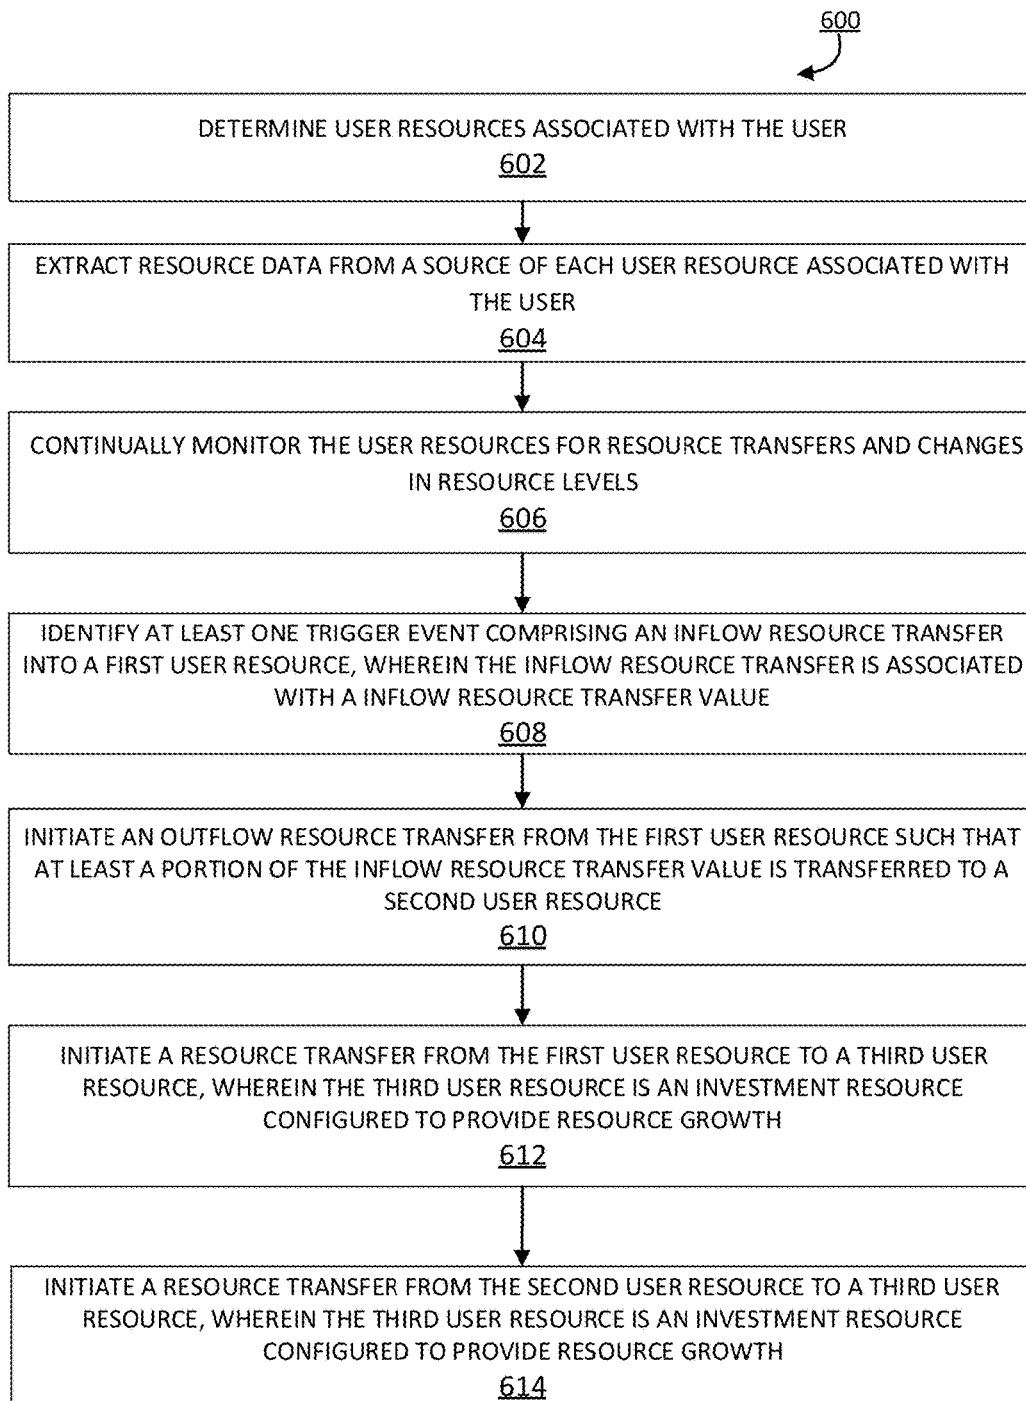 600
DETERMINE USER RESOURCES ASSOCIATED WITH THE USER
602
EXTRACT RESOURCE DATA FROM A SOURCE OF EACH USER RESOURCE ASSOCIATED WITH
THE USER
604
CONTINUALLY MONITOR THE USER RESOURCES FOR RESOURCE TRANSFERS AND CHANGES
IN RESOURCE LEVELS
606
IDENTIFY AT LEAST ONE TRIGGER EVENT COMPRISING AN INFLOW RESOURCE TRANSFER
INTO A FIRST USER RESOURCE, WHEREIN THE INFLOW RESOURCE TRANSFER IS ASSOCIATED
WITH A INFLOW RESOURCE TRANSFER VALUE
608
INITIATE AN OUTFLOW RESOURCE TRANSFER FROM THE FIRST USER RESOURCE SUCH THAT
AT LEAST A PORTION OF THE INFLOW RESOURCE TRANSFER VALUE IS TRANSFERRED TO A
SECOND USER RESOURCE
610
INITIATE A RESOURCE TRANSFER FROM THE FIRST USER RESOURCE TO A THIRD USER
RESOURCE, WHEREIN THE THIRD USER RESOURCE IS AN INVESTMENT RESOURCE
CONFIGURED TO PROVIDE RESOURCE GROWTH
612
INITIATE A RESOURCE TRANSFER FROM THE SECOND USER RESOURCE TO A THIRD USER
RESOURCE, WHEREIN THE THIRD USER RESOURCE IS AN INVESTMENT RESOURCE
CONFIGURED TO PROVIDE RESOURCE GROWTH
614